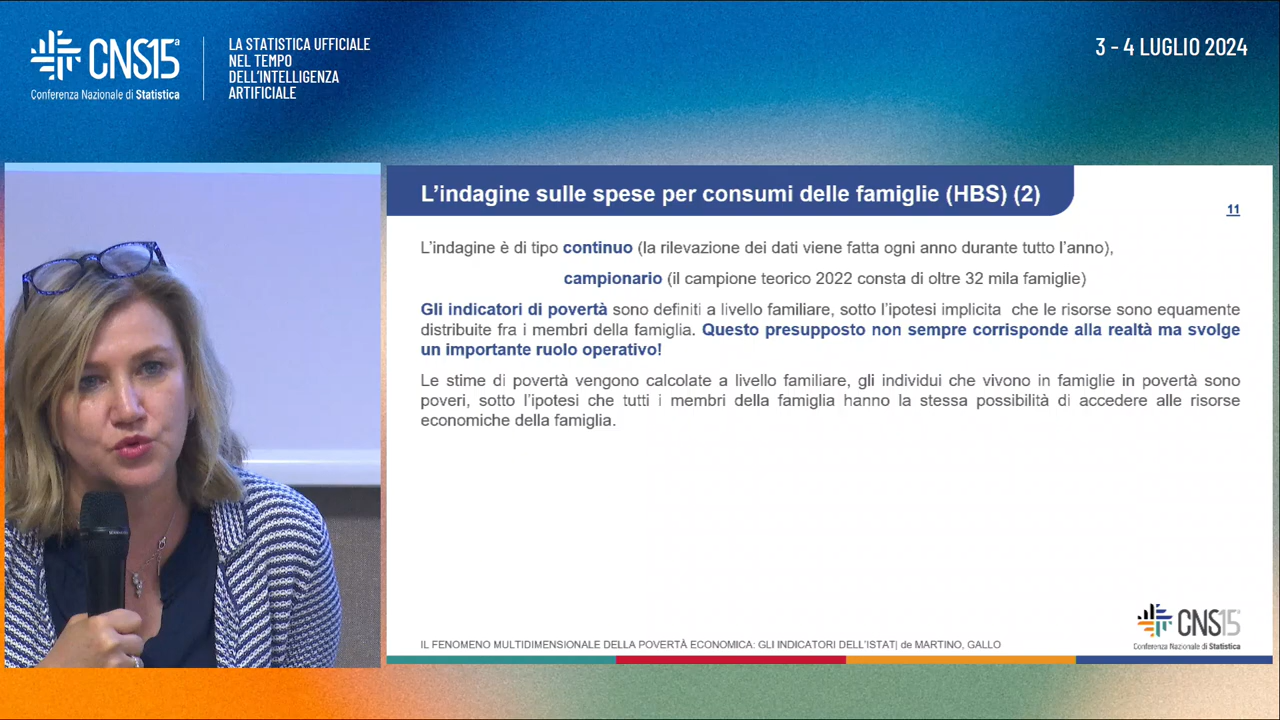 CNS15ª
Conferenza Nazionale di Statistica
LA STATISTICA UFFICIALE
NEL TEMPO
DELL'INTELLIGENZA
ARTIFICIALE
3 - 4 LUGLIO 2024
L'indagine sulle spese per consumi delle famiglie (HBS) (2)
11
L'indagine è di tipo continuo (la rilevazione dei dati viene fatta ogni anno durante tutto l'anno),
campionario (il campione teorico 2022 consta di oltre 32 mila famiglie)
Gli indicatori di povertà sono definiti a livello familiare, sotto l'ipotesi implicita che le risorse sono equamente
distribuite fra i membri della famiglia. Questo presupposto non sempre corrisponde alla realtà ma svolge
un importante ruolo operativo!
Le stime di povertà vengono calcolate a livello familiare, gli individui che vivono in famiglie in povertà sono
poveri, sotto l'ipotesi che tutti i membri della famiglia hanno la stessa possibilità di accedere alle risorse
economiche della famiglia.
IL FENOMENO MULTIDIMENSIONALE DELLA POVERTÀ ECONOMICA: GLI INDICATORI DELL'ISTAT| de MARTINO, GALLO
CNS15ª
Conferenza Nazionale di Statistica